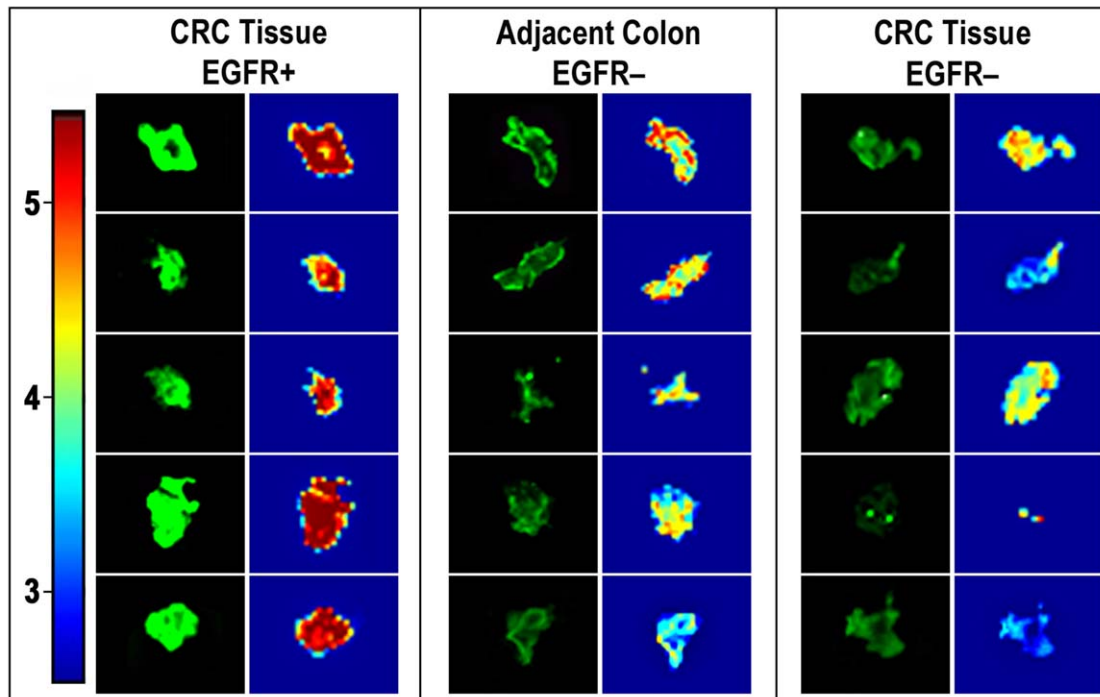 CRC Tissue
EGFR+
Adjacent Colon
EGFR–
CRC Tissue
EGFR–
5
4
3